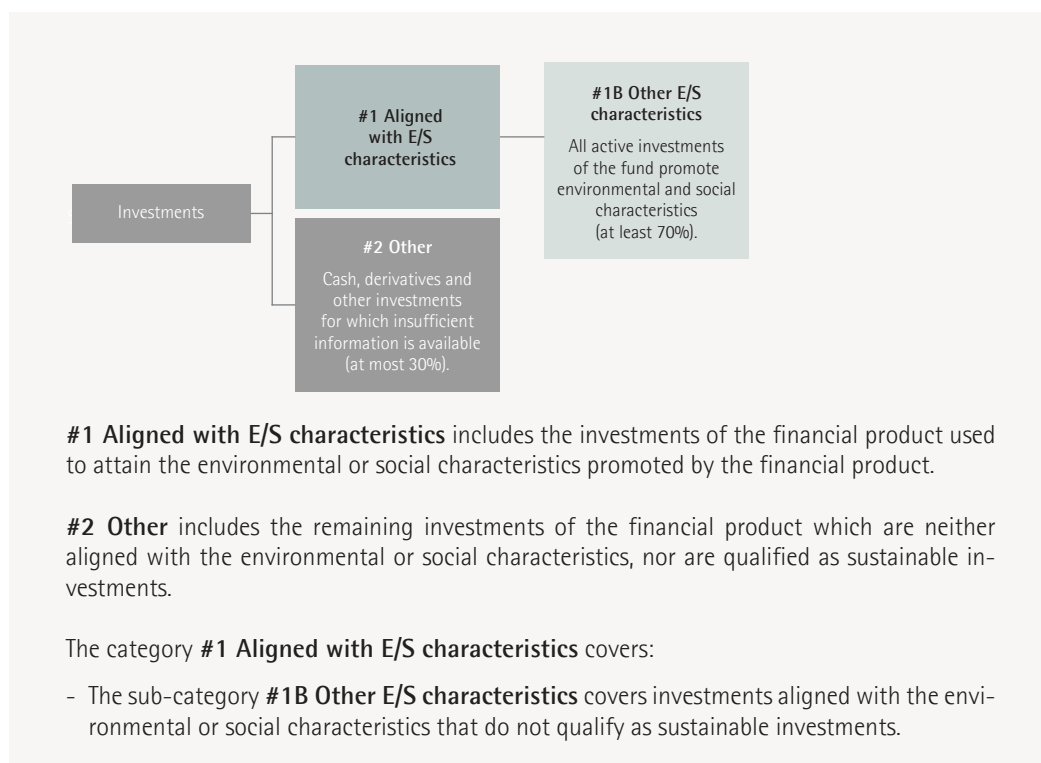 Investments
#1 Aligned
with E/S
characteristics
#1B Other E/S
characteristics
All active investments
of the fund promote
environmental and social
characteristics
(at least 70%).
#2 Other
Cash, derivatives and
other investments
for which insufficient
information is available
(at most 30%).
#1 Aligned with E/S characteristics includes the investments of the financial product used
to attain the environmental or social characteristics promoted by the financial product.
#2 Other includes the remaining investments of the financial product which are neither
aligned with the environmental or social characteristics, nor are qualified as sustainable in-
vestments.
The category #1 Aligned with E/S characteristics covers:
- The sub-category #1B Other E/S characteristics covers investments aligned with the envi-
ronmental or social characteristics that do not qualify as sustainable investments.